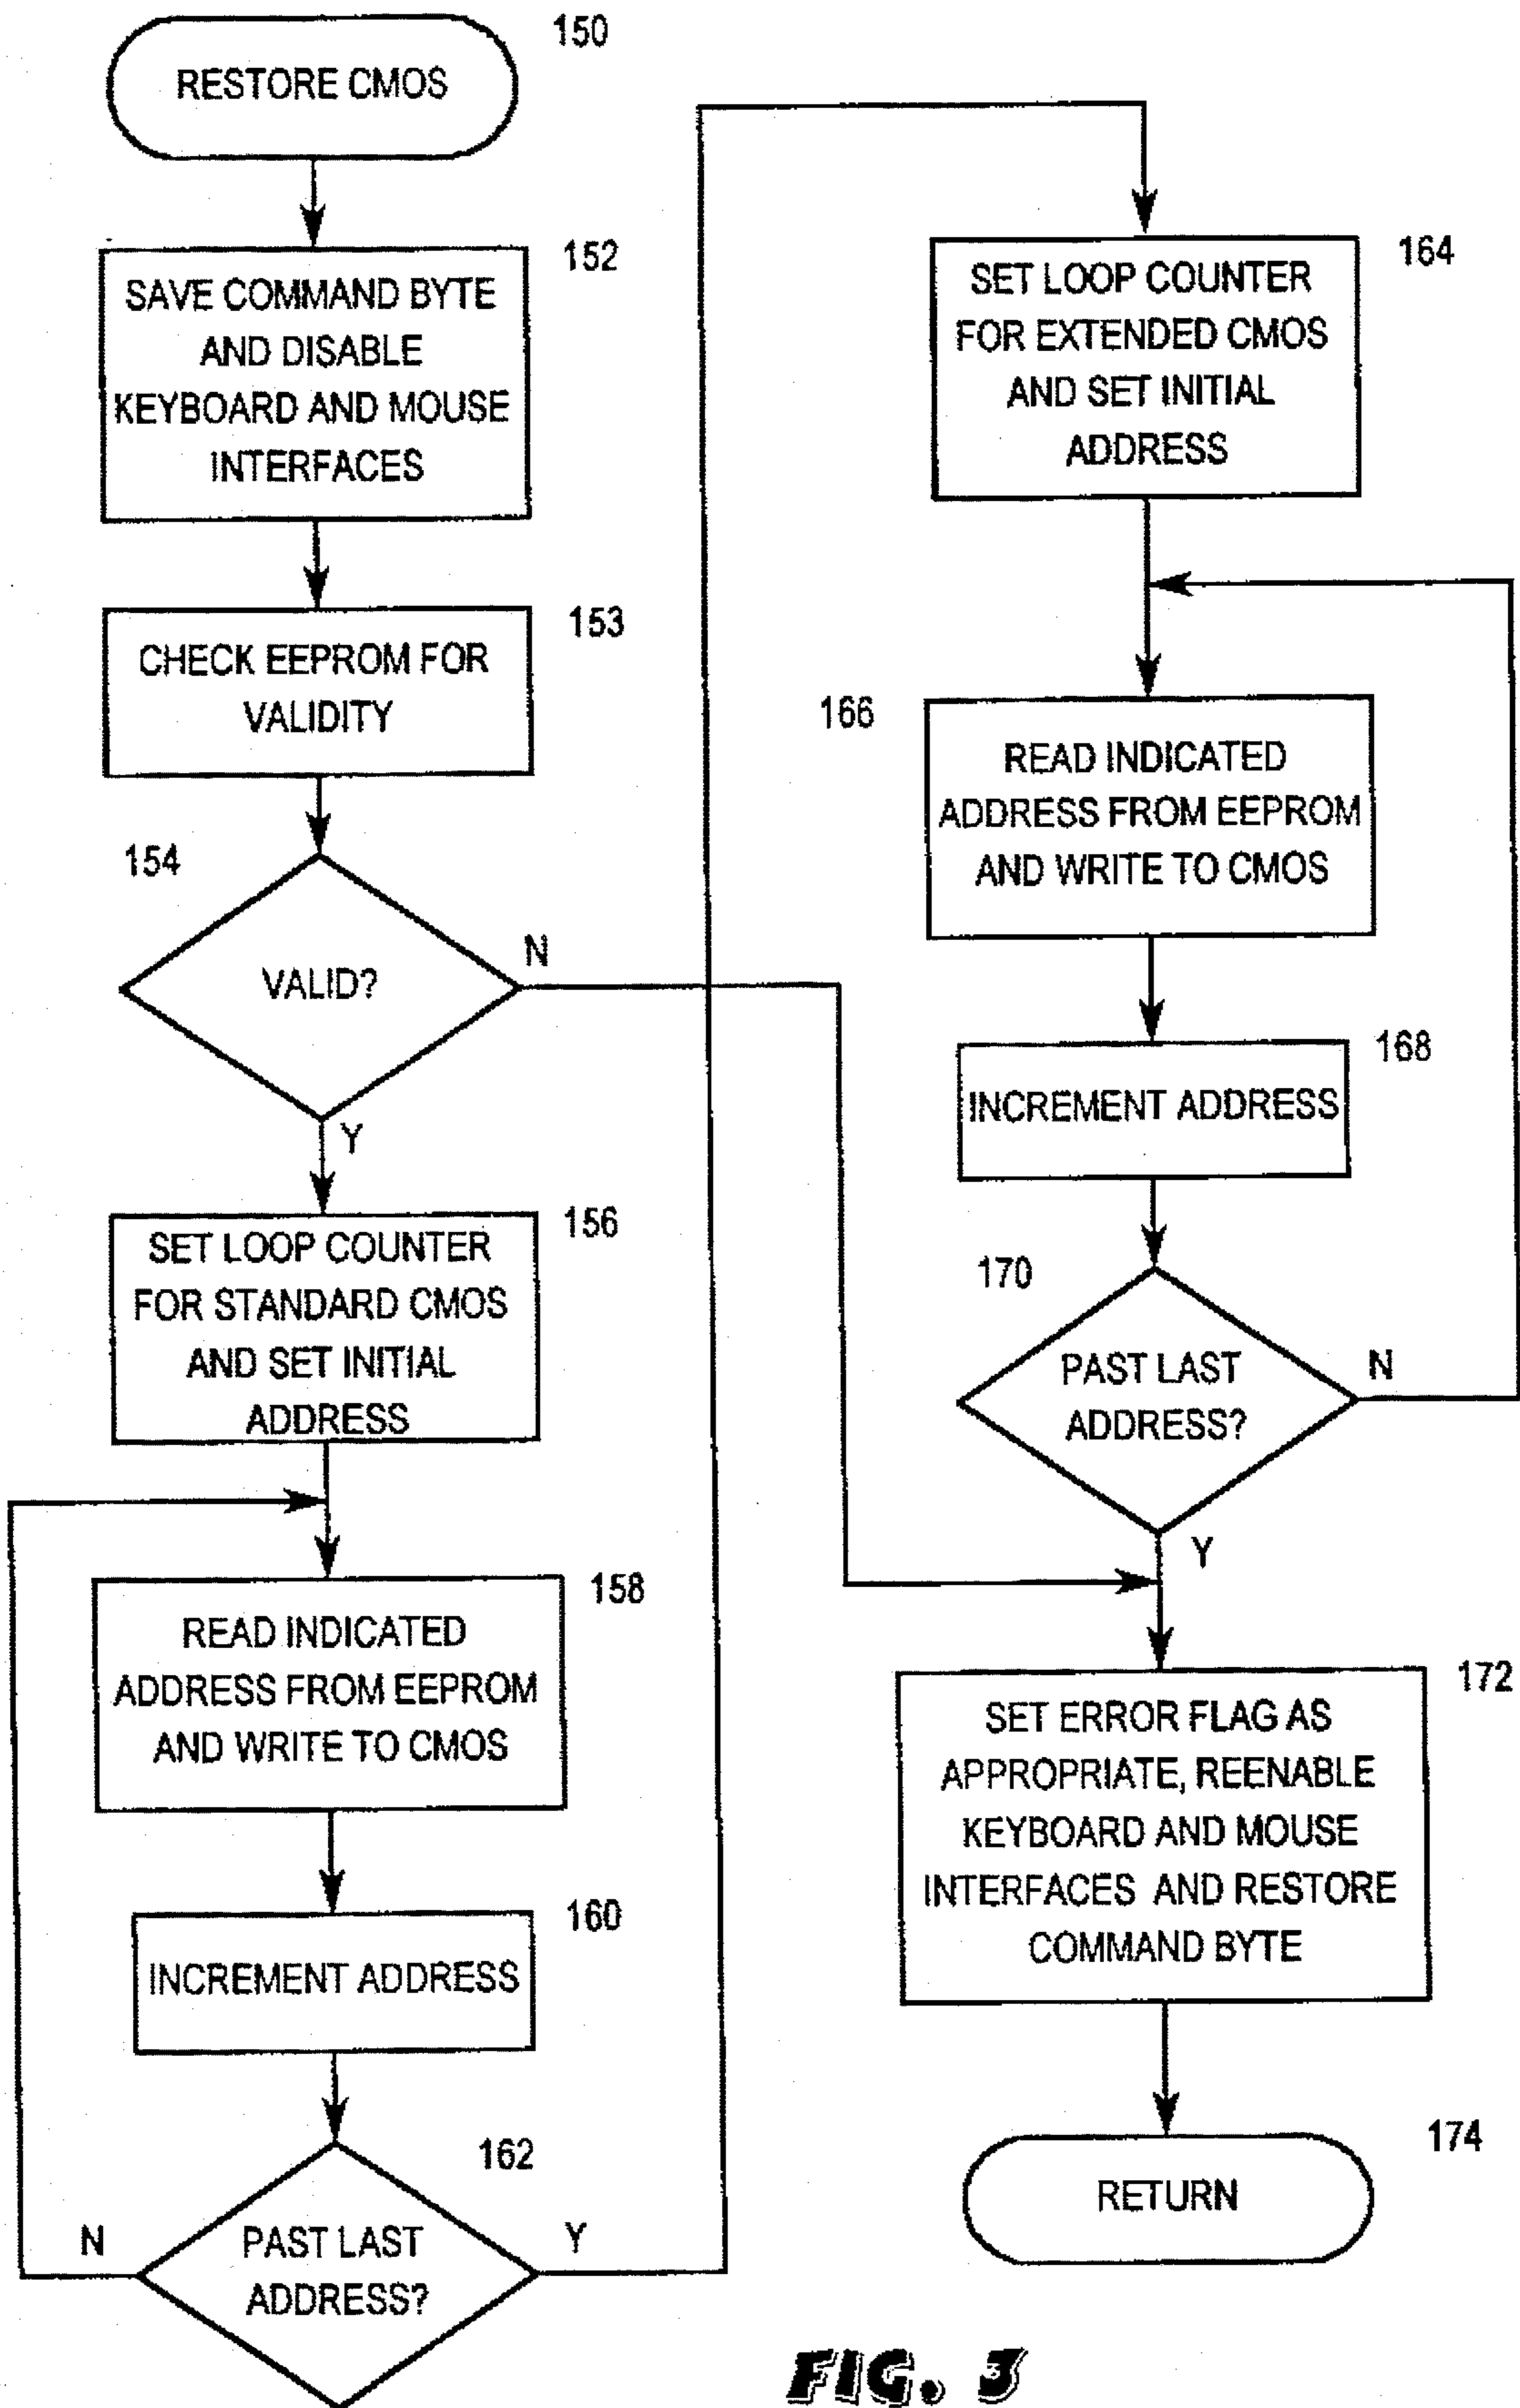 150
RESTORE CMOS
152
SAVE COMMAND BYTE
AND DISABLE
KEYBOARD AND MOUSE
INTERFACES
153
CHECK EEPROM FOR
VALIDITY
154
VALID?
N
Y
156
SET LOOP COUNTER
FOR STANDARD CMOS
AND SET INITIAL
ADDRESS
158
READ INDICATED
ADDRESS FROM EEPROM
AND WRITE TO CMOS
160
INCREMENT ADDRESS
162
N
PAST LAST
ADDRESS?
Y
164
SET LOOP COUNTER
FOR EXTENDED CMOS
AND SET INITIAL
ADDRESS
166
READ INDICATED
ADDRESS FROM EEPROM
AND WRITE TO CMOS
168
INCREMENT ADDRESS
170
PAST LAST
ADDRESS?
N
Y
172
SET ERROR FLAG AS
APPROPRIATE, REENABLE
KEYBOARD AND MOUSE
INTERFACES AND RESTORE
COMMAND BYTE
174
RETURN
FIG. 3